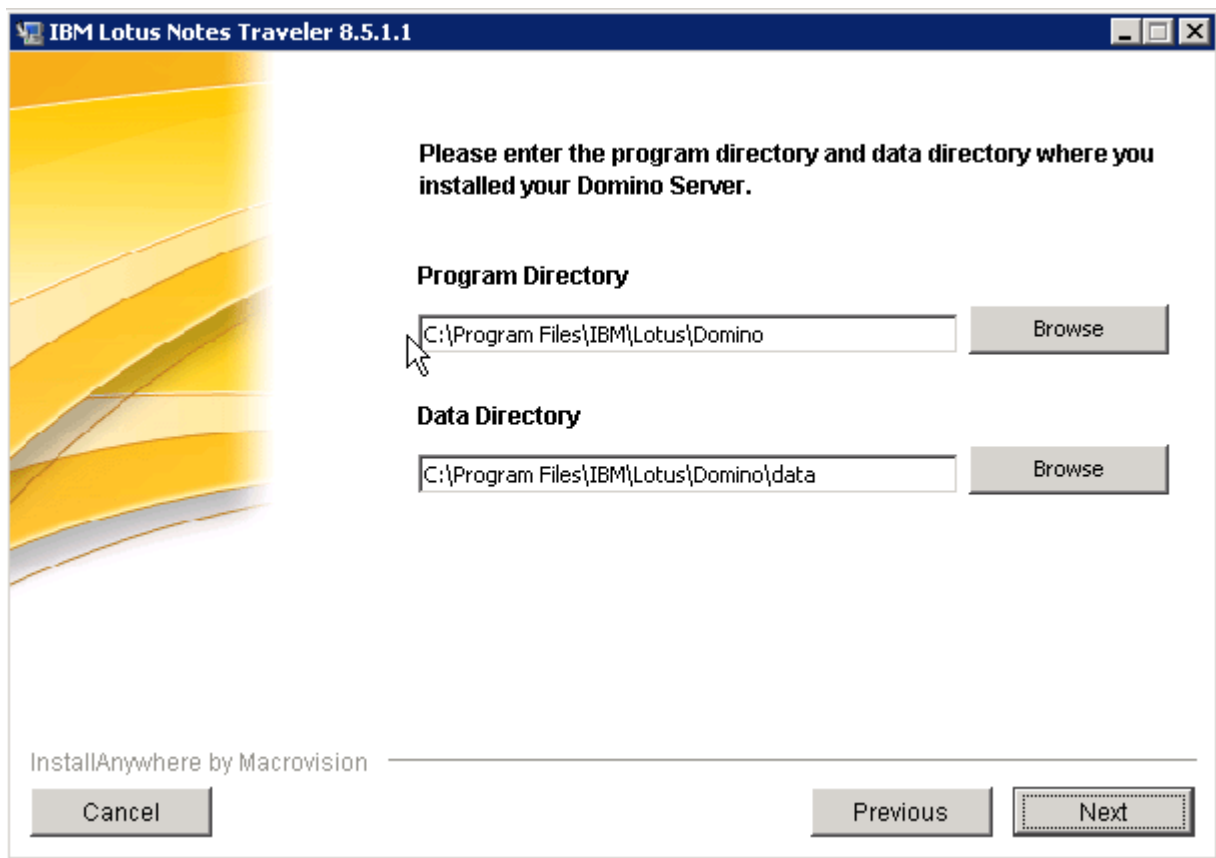 IBM Lotus Notes Traveler 8.5.1.1
Please enter the program directory and data directory where you
installed your Domino Server.
Program Directory
C:\Program Files\IBM\Lotus\Domino
Browse
Data Directory
C:\Program Files\IBM\Lotus\Domino\data
Browse
InstallAnywhere by Macrovision
Cancel
Previous
Next